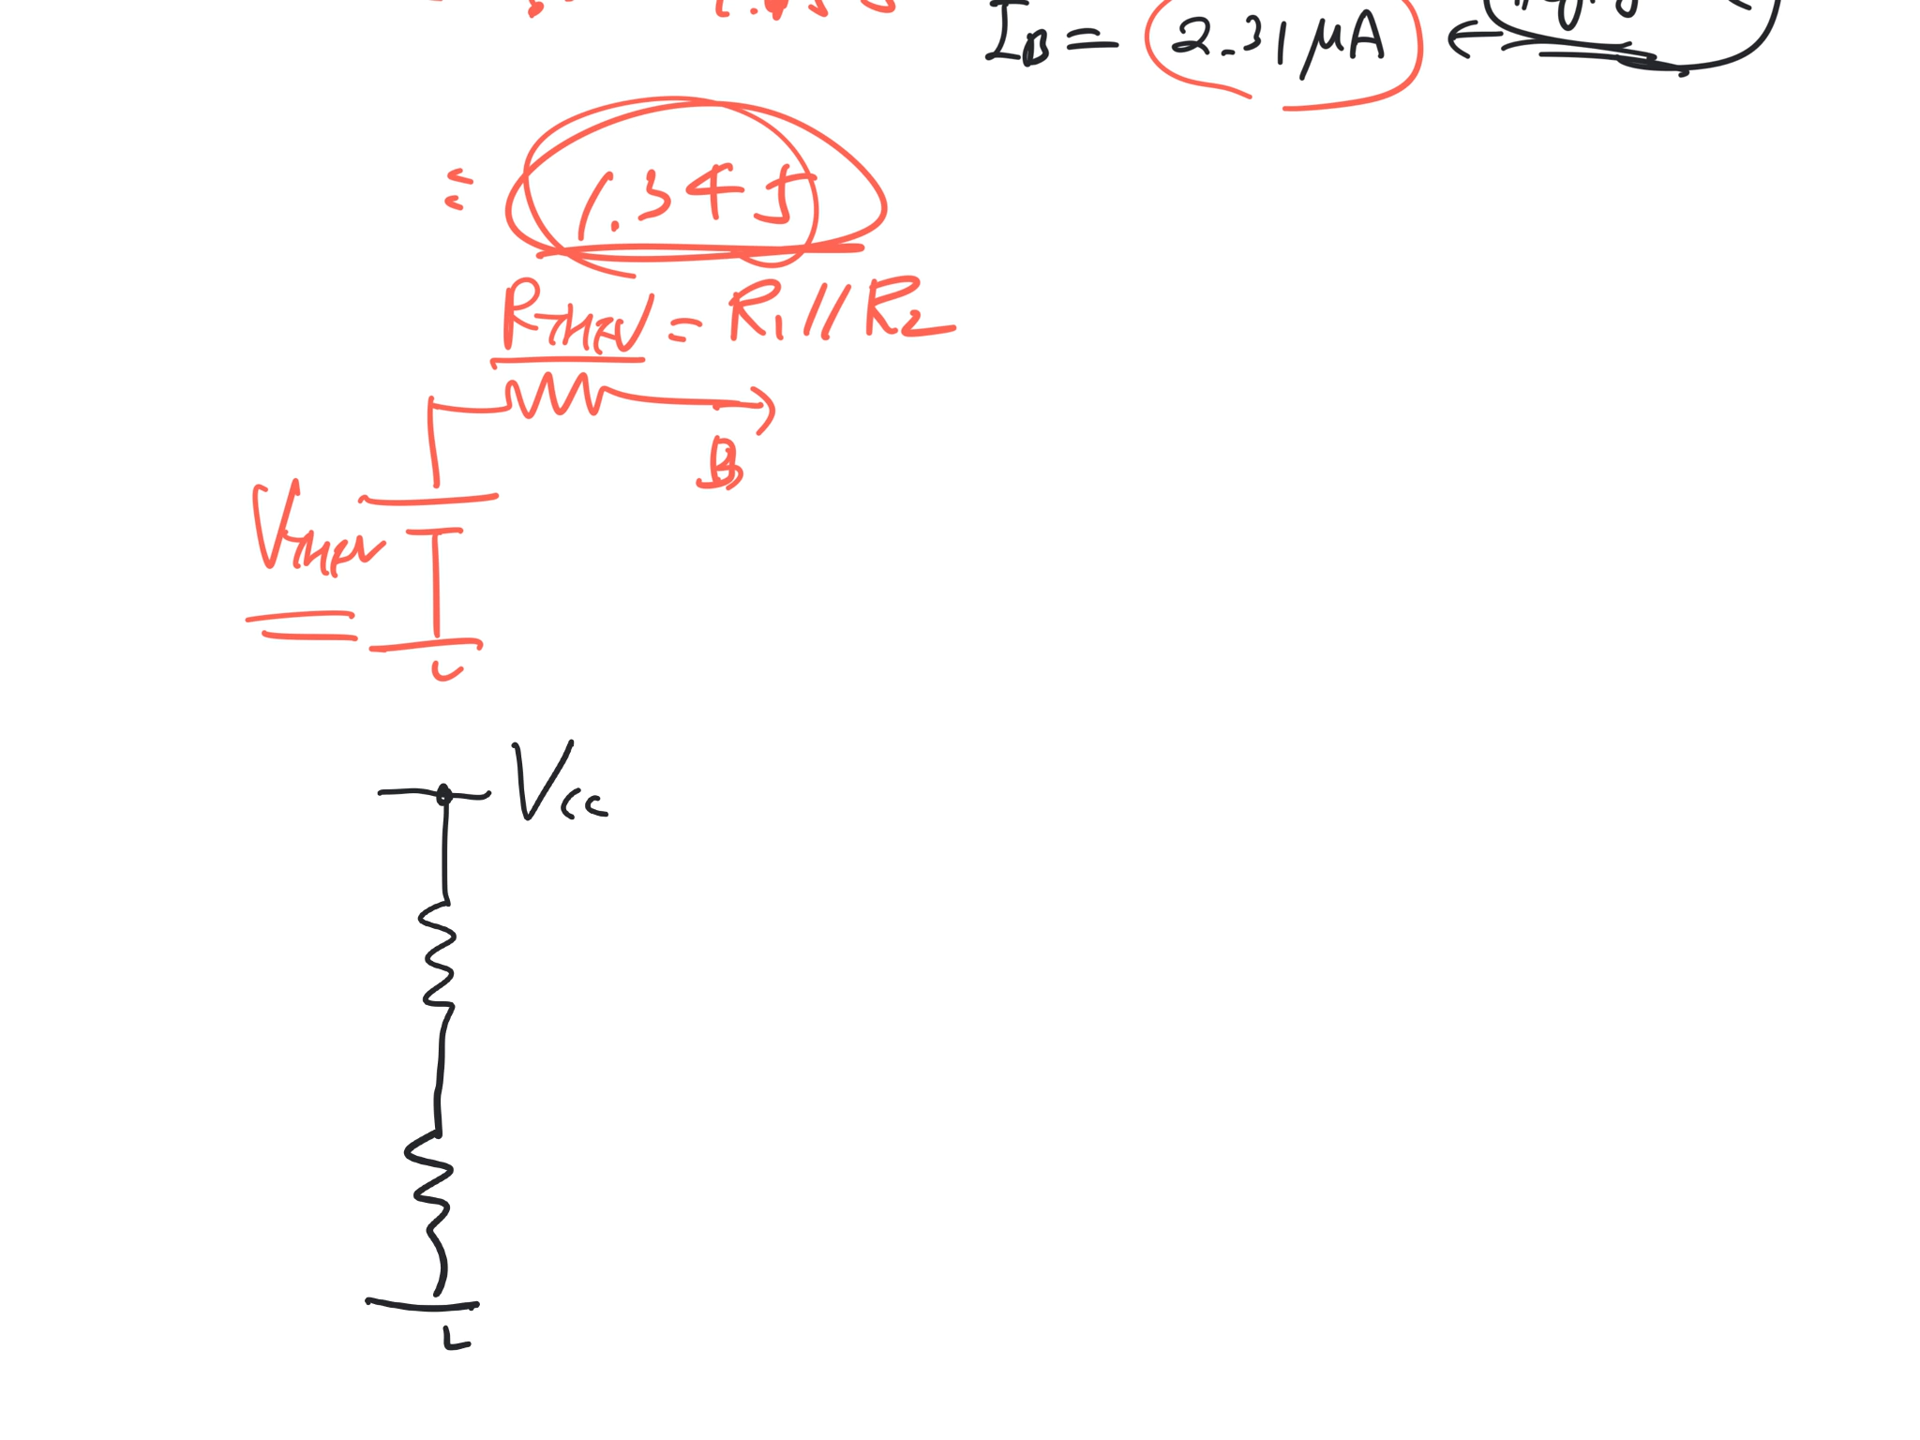 I_B = 2.31 μA ←
= 1.345
R_THEV = R1 // R2
B
V_THEV
Vcc